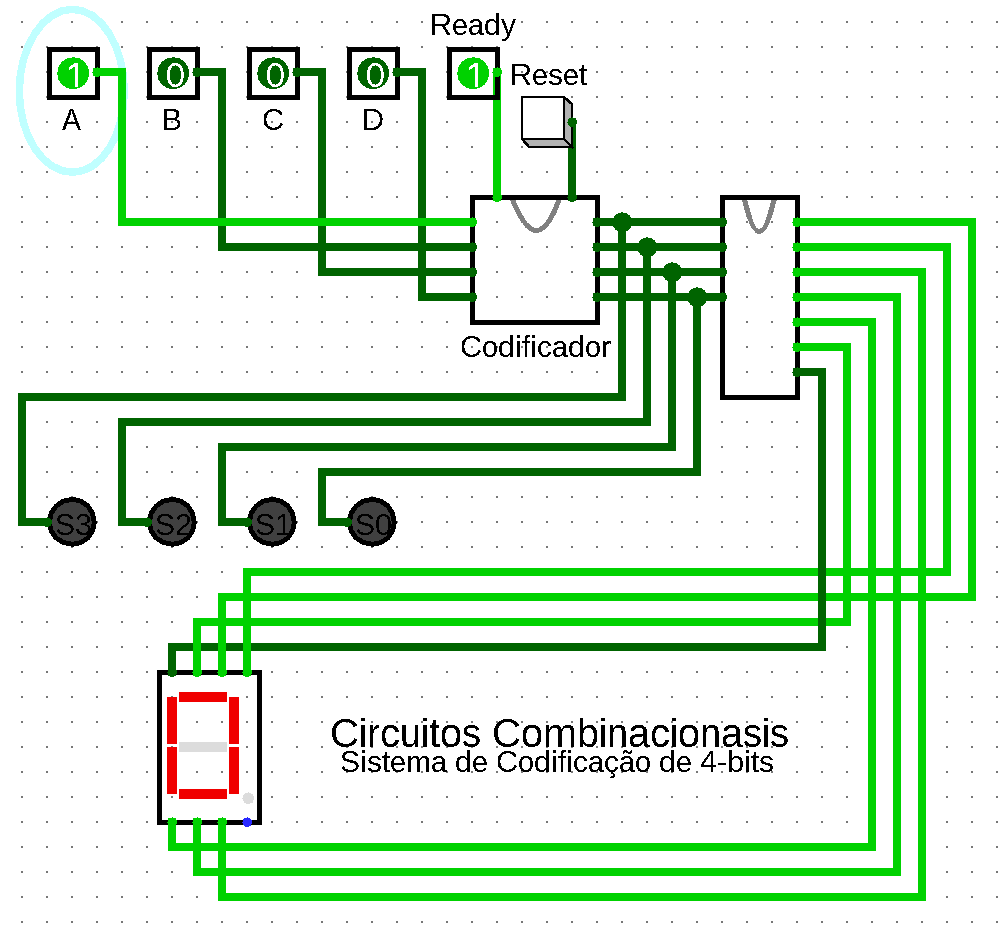 Ready
1 0 0 0 1 Reset
A B C D
Codificador
S3 S2 S1 S0
Circuitos Combinacionasis
Sistema de Codificação de 4-bits